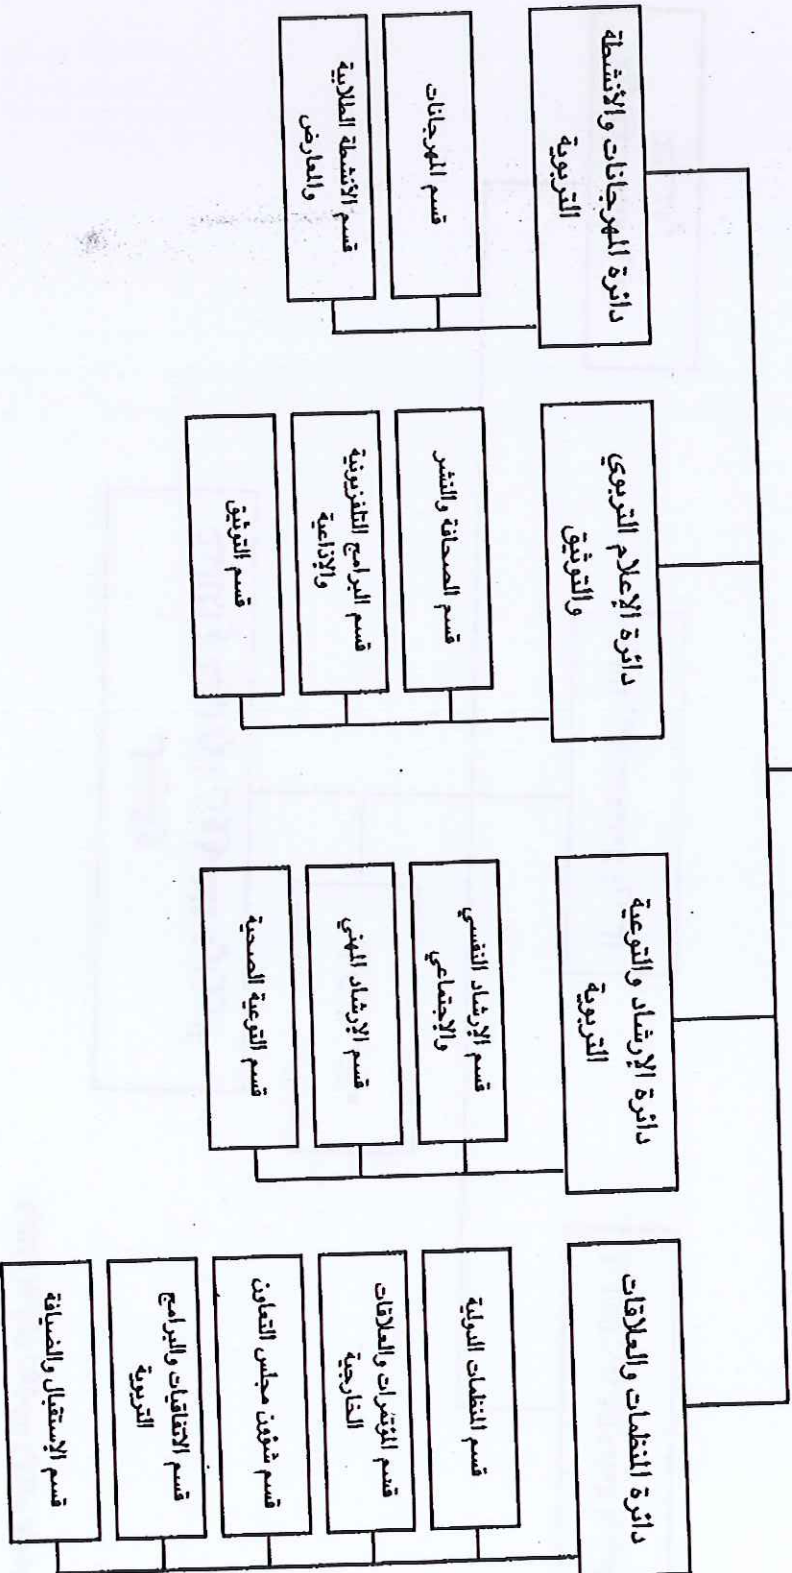 دائرة المنظمات والعلاقات
قسم المنظمات الدولية
قسم المؤتمرات والعلاقات
الخارجية
قسم شؤون مجلس التعاون
قسم الاتفاقيات والبرامج
التربوية
قسم الإستقبال والضيافة
دائرة الإرشاد والتوعية
التربوية
قسم الإرشاد النفسي
والاجتماعي
قسم الإرشاد المهني
قسم التوعية الصحية
دائرة الإعلام التربوي
والتوثيق
قسم الصحافة والنشر
قسم البرامج التلفزيونية
والإذاعية
قسم التوثيق
دائرة المهرجانات والأنشطة
التربوية
قسم المهرجانات
قسم الأنشطة الطلابية
والمعارض